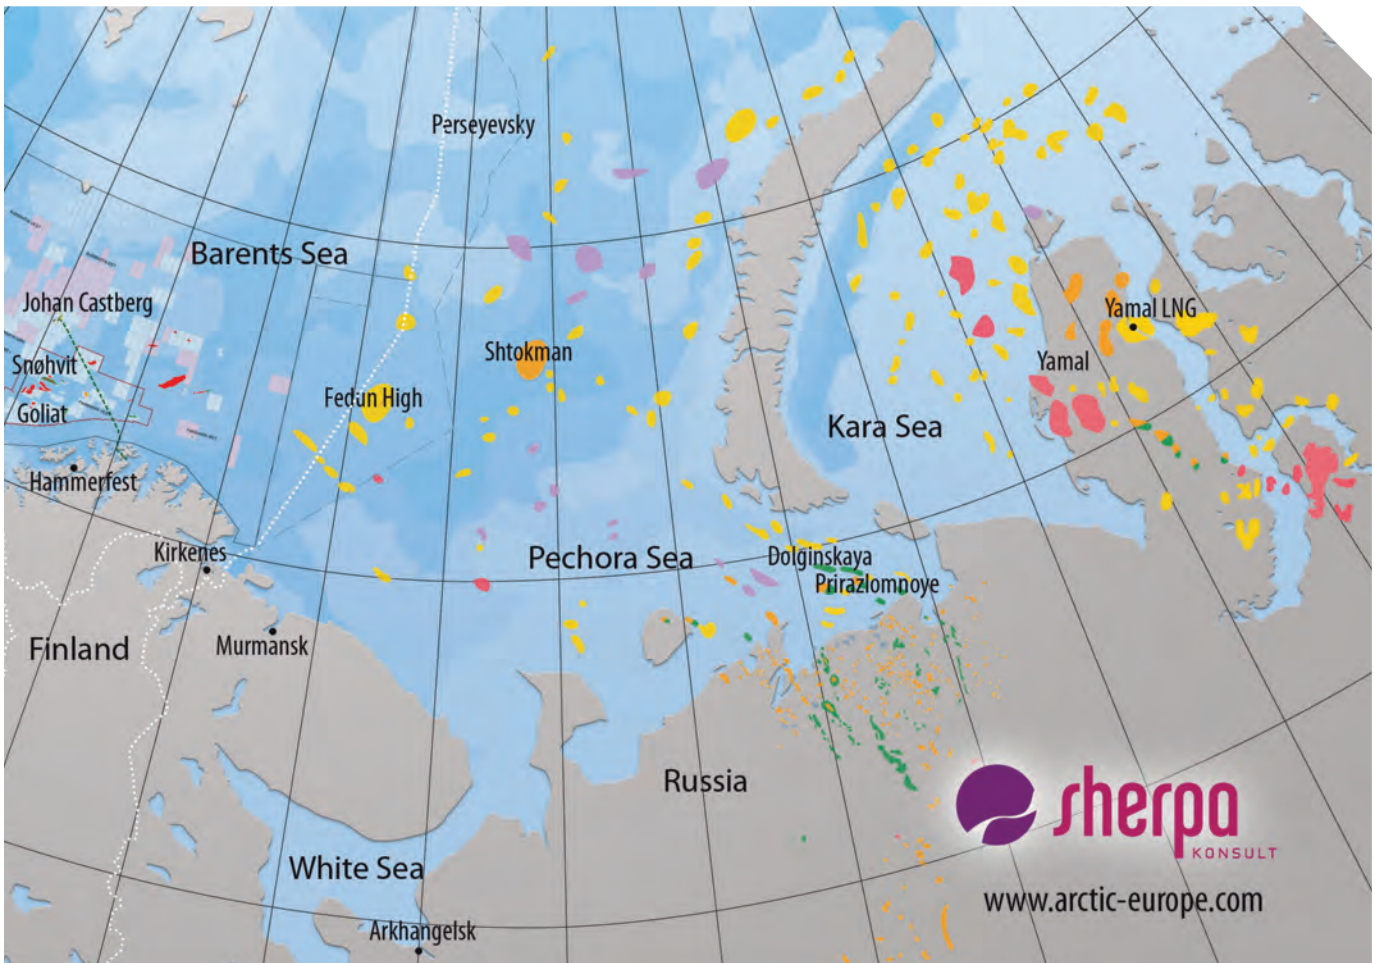 Perseyevsky
Barents Sea
Johan Castberg
Yamal LNG
Shtokman
Snøhvit
Yamal
Fedun High
Goliat
Kara Sea
Hammerfest
Kirkenes
Pechora Sea
Dolginskaya
Prirazlomnoye
Finland
Murmansk
Russia
sherpa
KONSULT
White Sea
www.arctic-europe.com
Arkhangelsk